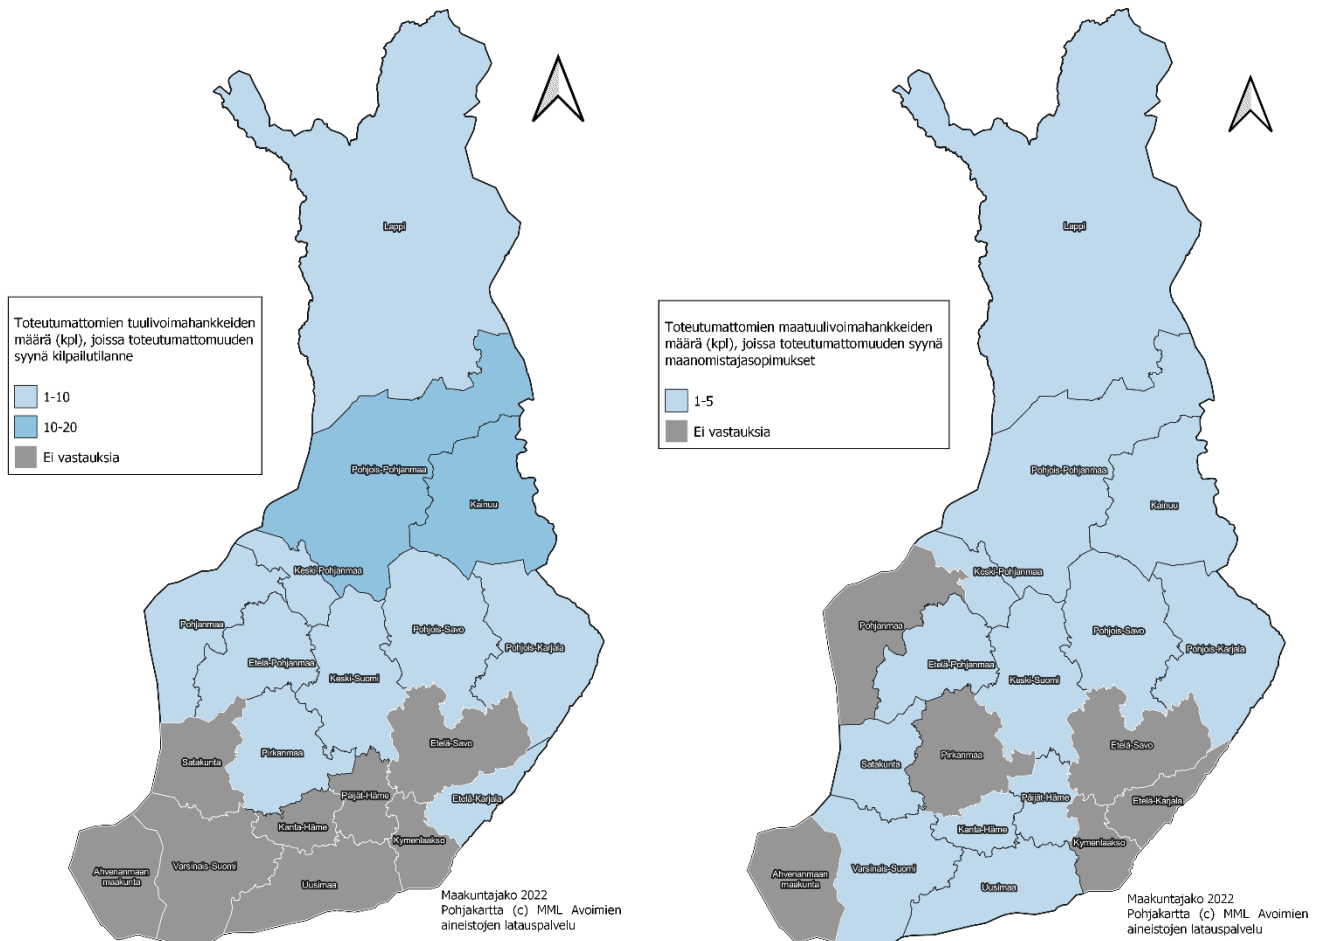 Lappi
Toteutumattomien tuulivoimahankkeiden
määrä (kpl), joissa toteutumattomuuden
syynä kilpailutilanne
1-10
10-20
Ei vastauksia
Pohjois-Pohjanmaa
Kainuu
Keski-Pohjanmaa
Pohjanmaa
Pohjois-Savo
Pohjois-Karjala
Etelä-Pohjanmaa
Keski-Suomi
Etelä-Savo
Pirkanmaa
Satakunta
Päijät-Häme
Etelä-Karjala
Kanta-Häme
Kymenlaakso
Varsinais-Suomi
Ahvenanmaan
maakunta
Uusimaa
Maakuntajako 2022
Pohjakartta (c) MML Avoimien
aineistojen latauspalvelu
Lappi
Toteutumattomien maatuulivoimahankkeiden
määrä (kpl), joissa toteutumattomuuden syynä
maanomistajasopimukset
1-5
Ei vastauksia
Pohjois-Pohjanmaa
Kainuu
Keski-Pohjanmaa
Pohjanmaa
Pohjois-Savo
Pohjois-Karjala
Etelä-Pohjanmaa
Keski-Suomi
Etelä-Savo
Pirkanmaa
Satakunta
Päijät-Häme
Etelä-Karjala
Kanta-Häme
Kymenlaakso
Varsinais-Suomi
Ahvenanmaan
maakunta
Uusimaa
Maakuntajako 2022
Pohjakartta (c) MML Avoimien
aineistojen latauspalvelu